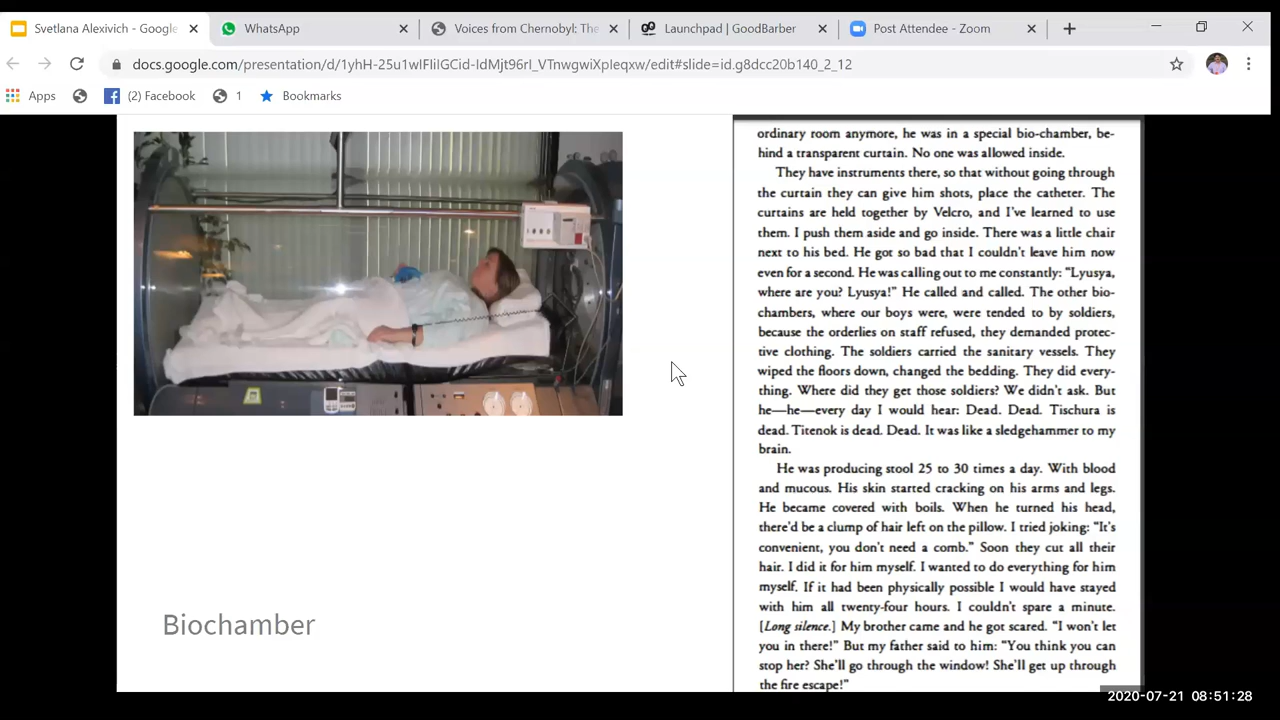 Svetlana Alexivich - Google
WhatsApp
Voices from Chernobyl: The
Launchpad | GoodBarber
Post Attendee - Zoom
Apps
(2) Facebook
1
Bookmarks
ordinary room anymore, he was in a special bio-chamber, be-
hind a transparent curtain. No one was allowed inside.
They have instruments there, so that without going through
the curtain they can give him shots, place the catheter. The
curtains are held together by Velcro, and I've learned to use
them. I push them aside and go inside. There was a little chair
next to his bed. He got so bad that I couldn't leave him now
even for a second. He was calling out to me constantly: "Lyusya,
where are you? Lyusya!" He called and called. The other bio-
chambers, where our boys were, were tended to by soldiers,
because the orderlies on staff refused, they demanded protec-
tive clothing. The soldiers carried the sanitary vessels. They
wiped the floors down, changed the bedding. They did every-
thing. Where did they get those soldiers? We didn't ask. But
he—he—every day I would hear: Dead. Dead. Tischura is
dead. Titenok is dead. Dead. It was like a sledgehammer to my
brain.
He was producing stool 25 to 30 times a day. With blood
and mucous. His skin started cracking on his arms and legs.
He became covered with boils. When he turned his head,
there'd be a clump of hair left on the pillow. I tried joking: "It's
convenient, you don't need a comb." Soon they cut all their
hair. I did it for him myself. I wanted to do everything for him
myself. If it had been physically possible I would have stayed
with him all twenty-four hours. I couldn't spare a minute.
[Long silence.] My brother came and he got scared. "I won't let
you in there!" But my father said to him: "You think you can
stop her? She'll go through the window! She'll get up through
the fire escape!"
Biochamber
2020-07-21 08:51:28